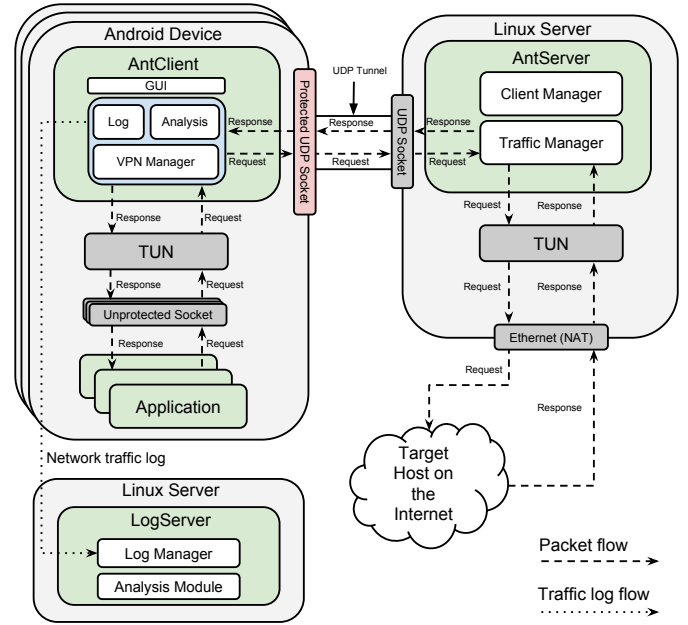 Android Device
AntClient
GUI
Log
Analysis
VPN Manager
Response
Request
TUN
Response
Request
Unprotected Socket
Response
Request
Application
Response
Request
Protected UDP Socket
UDP Tunnel
Response
Request
UDP Socket
Response
Request
Linux Server
AntServer
Client Manager
Traffic Manager
Request
Response
TUN
Request
Response
Ethernet (NAT)
Request
Response
Target
Host on
the
Internet
Network traffic log
Linux Server
LogServer
Log Manager
Analysis Module
Packet flow
Traffic log flow